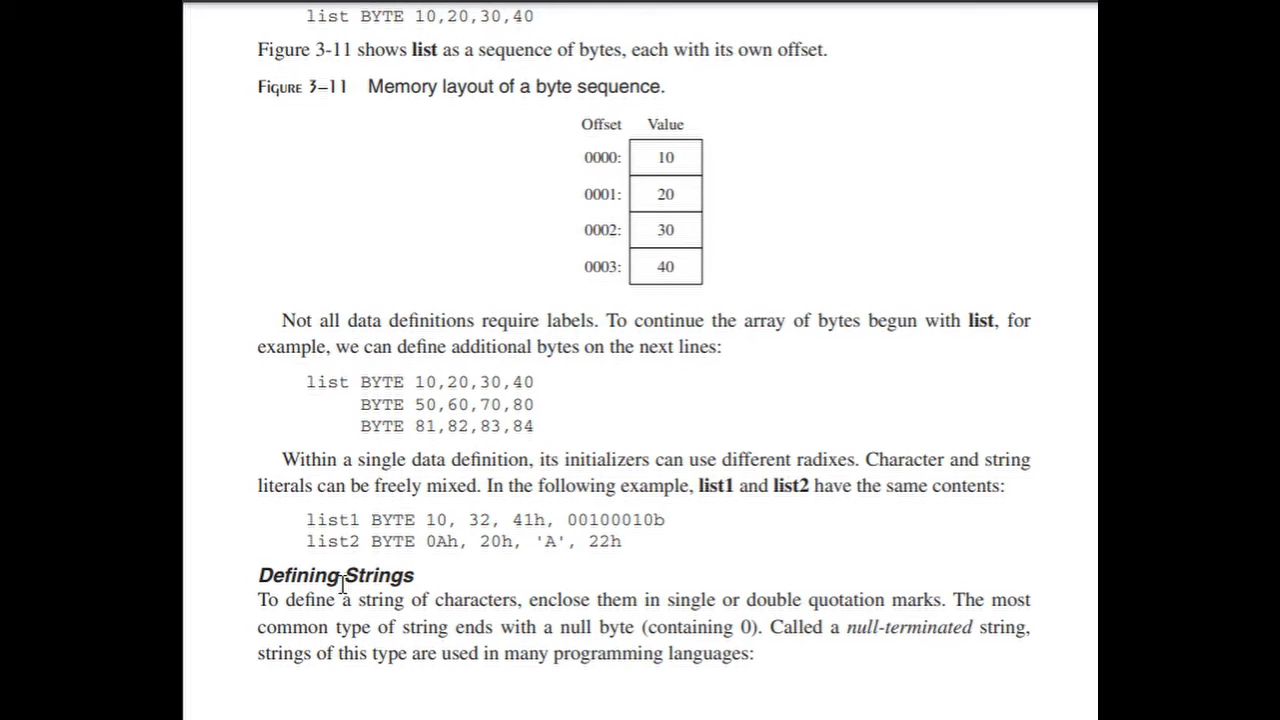 list BYTE 10,20,30,40
Figure 3-11 shows list as a sequence of bytes, each with its own offset.
FIGURE 3–11 Memory layout of a byte sequence.
Offset Value
0000: 10
0001: 20
0002: 30
0003: 40
Not all data definitions require labels. To continue the array of bytes begun with list, for
example, we can define additional bytes on the next lines:
list BYTE 10,20,30,40
BYTE 50,60,70,80
BYTE 81,82,83,84
Within a single data definition, its initializers can use different radixes. Character and string
literals can be freely mixed. In the following example, list1 and list2 have the same contents:
list1 BYTE 10, 32, 41h, 00100010b
list2 BYTE 0Ah, 20h, 'A', 22h
Defining Strings
To define a string of characters, enclose them in single or double quotation marks. The most
common type of string ends with a null byte (containing 0). Called a null-terminated string,
strings of this type are used in many programming languages: